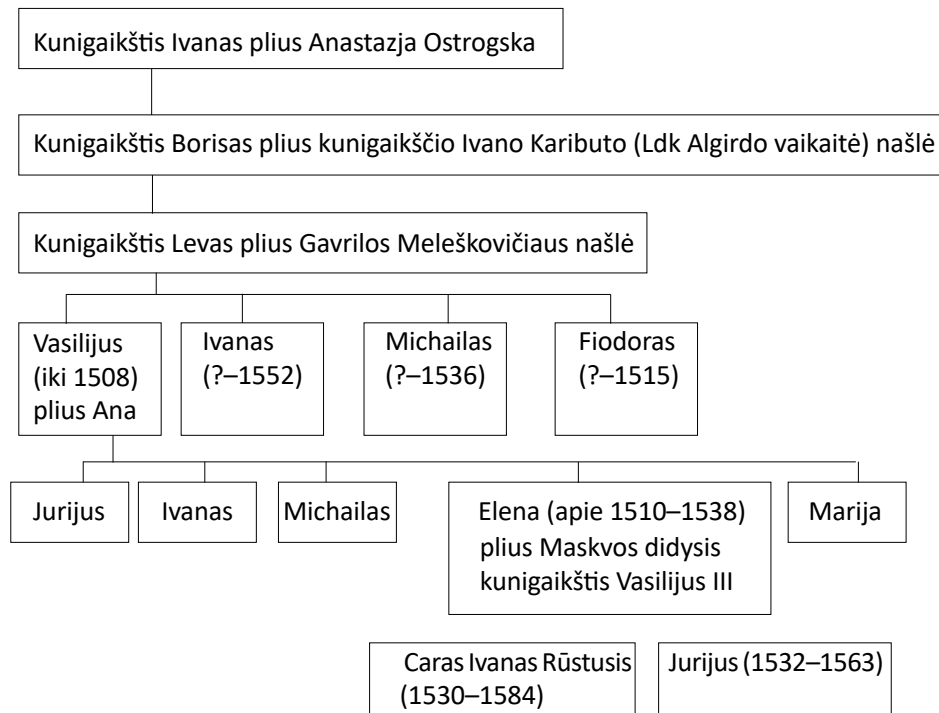 Kunigaikštis Ivanas plius Anastazja Ostrogska
Kunigaikštis Borisas plius kunigaikščio Ivano Kariputo (Ldk Algirdo vaikaitė) našlė
Kunigaikštis Levas plius Gavrilos Meleškovičiaus našlė
Vasilijus
(iki 1508)
plius Ana
Ivanas
(?–1552)
Michailas
(?–1536)
Fiodoras
(?–1515)
Jurijus
Ivanas
Michailas
Elena (apie 1510–1538)
plius Maskvos didysis
kunigaikštis Vasilijus III
Marija
Caras Ivanas Rūstusis
(1530–1584)
Jurijus (1532–1563)